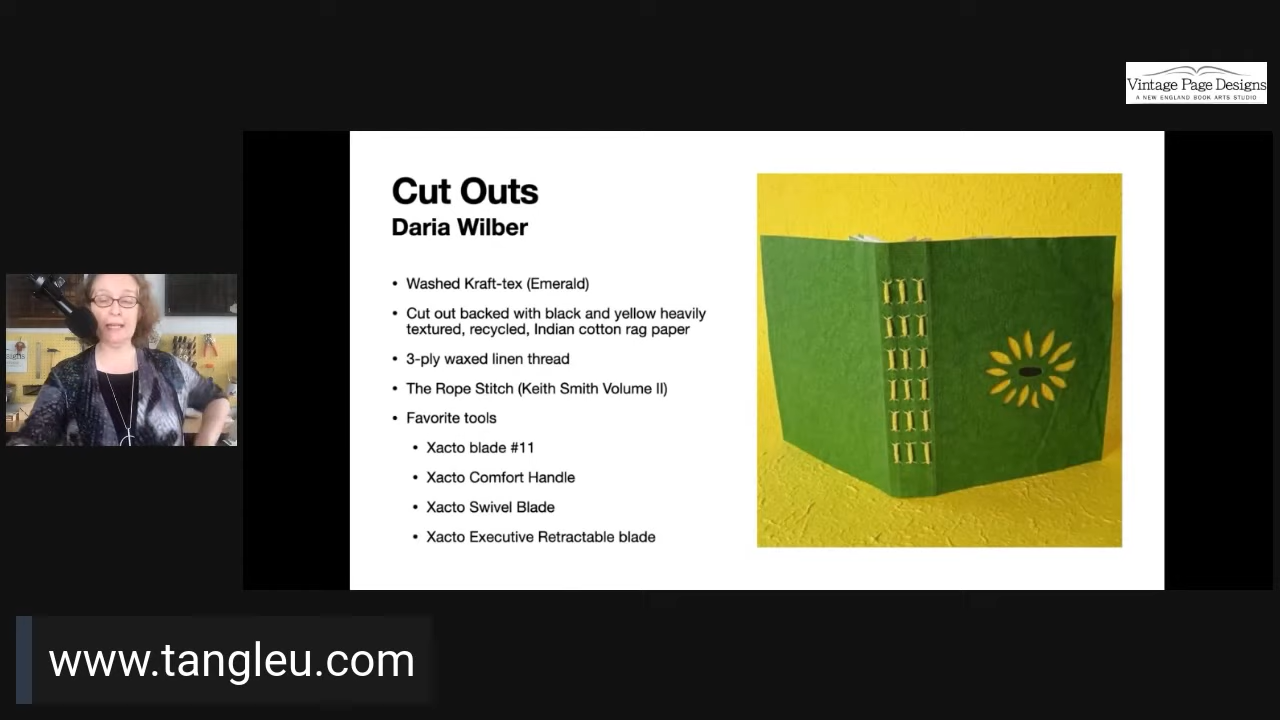 Vintage Page Designs
A NEW ENGLAND BOOK ARTS STUDIO
Cut Outs
Daria Wilber
• Washed Kraft-tex (Emerald)
• Cut out backed with black and yellow heavily
textured, recycled, Indian cotton rag paper
• 3-ply waxed linen thread
• The Rope Stitch (Keith Smith Volume II)
• Favorite tools
• Xacto blade #11
• Xacto Comfort Handle
• Xacto Swivel Blade
• Xacto Executive Retractable blade
www.tangleu.com